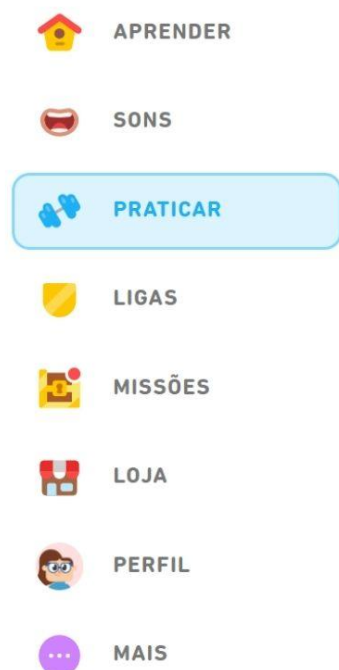 APRENDER
SONS
PRATICAR
LIGAS
MISSÕES
LOJA
PERFIL
MAIS